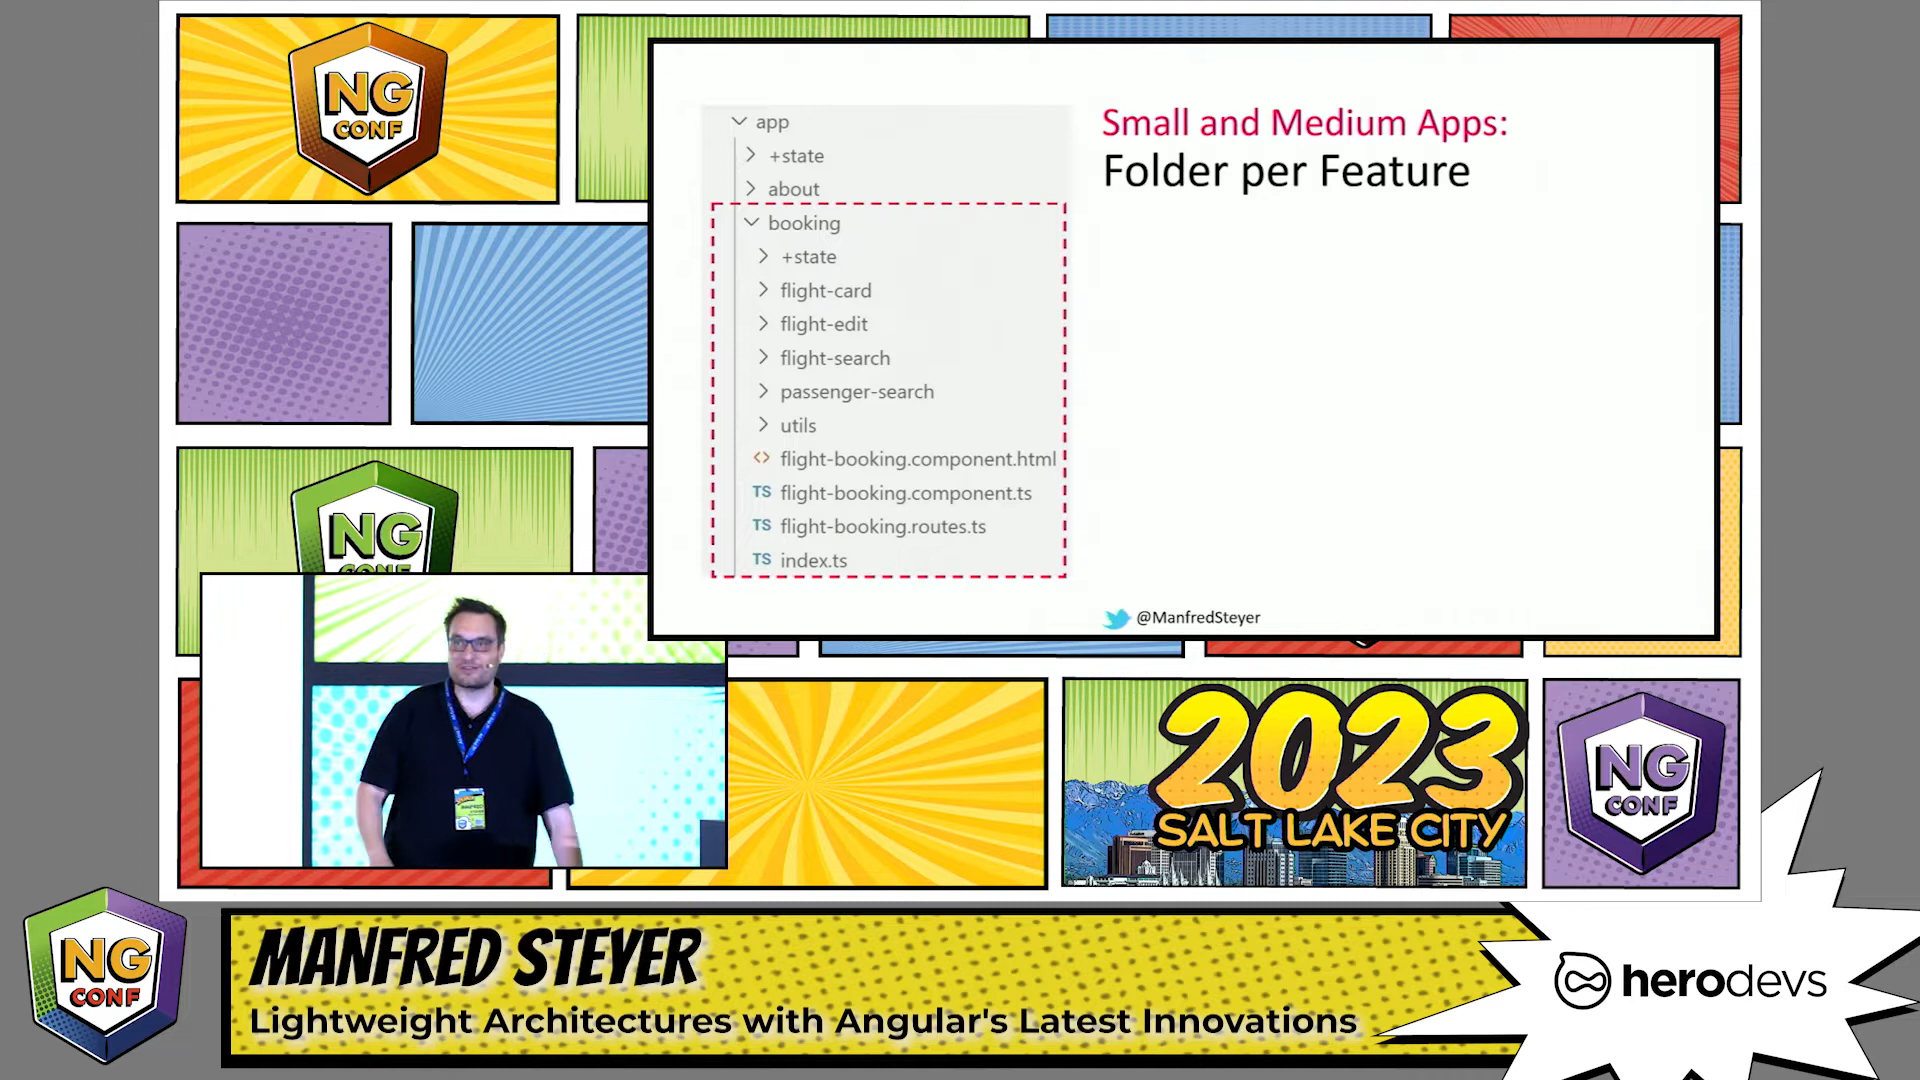 NG
CONF
app
+state
about
booking
+state
flight-card
flight-edit
flight-search
passenger-search
utils
<> flight-booking.component.html
TS flight-booking.component.ts
TS flight-booking.routes.ts
TS index.ts
Small and Medium Apps:
Folder per Feature
@ManfredSteyer
NG
CONF
MANFRED
2023
SALT LAKE CITY
NG
CONF
NG
CONF
MANFRED STEYER
Lightweight Architectures with Angular's Latest Innovations
herodevs